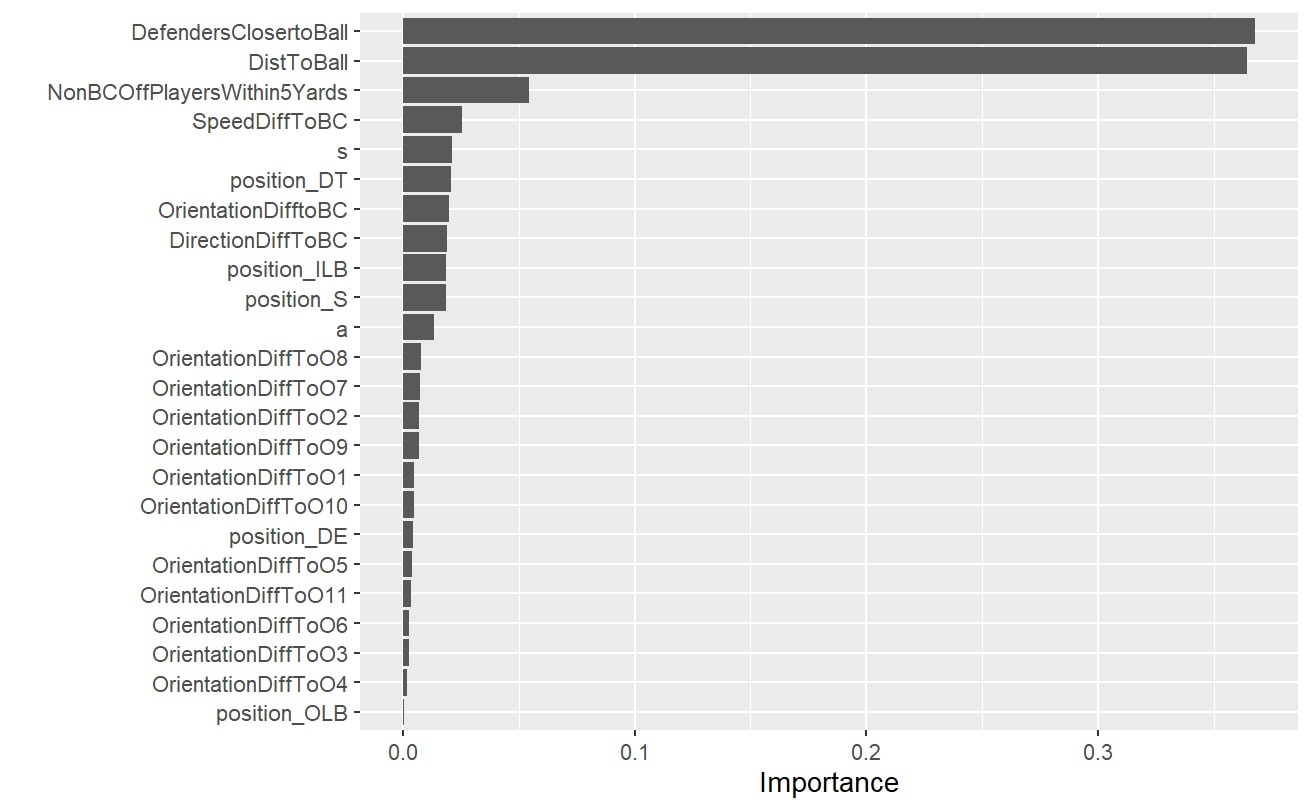 DefendersClosertoBall
DistToBall
NonBCOffPlayersWithin5Yards
SpeedDiffToBC
s
position_DT
OrientationDifftoBC
DirectionDiffToBC
position_ILB
position_S
a
OrientationDiffToO8
OrientationDiffToO7
OrientationDiffToO2
OrientationDiffToO9
OrientationDiffToO1
OrientationDiffToO10
position_DE
OrientationDiffToO5
OrientationDiffToO11
OrientationDiffToO6
OrientationDiffToO3
OrientationDiffToO4
position_OLB
0.0 0.1 0.2 0.3
Importance